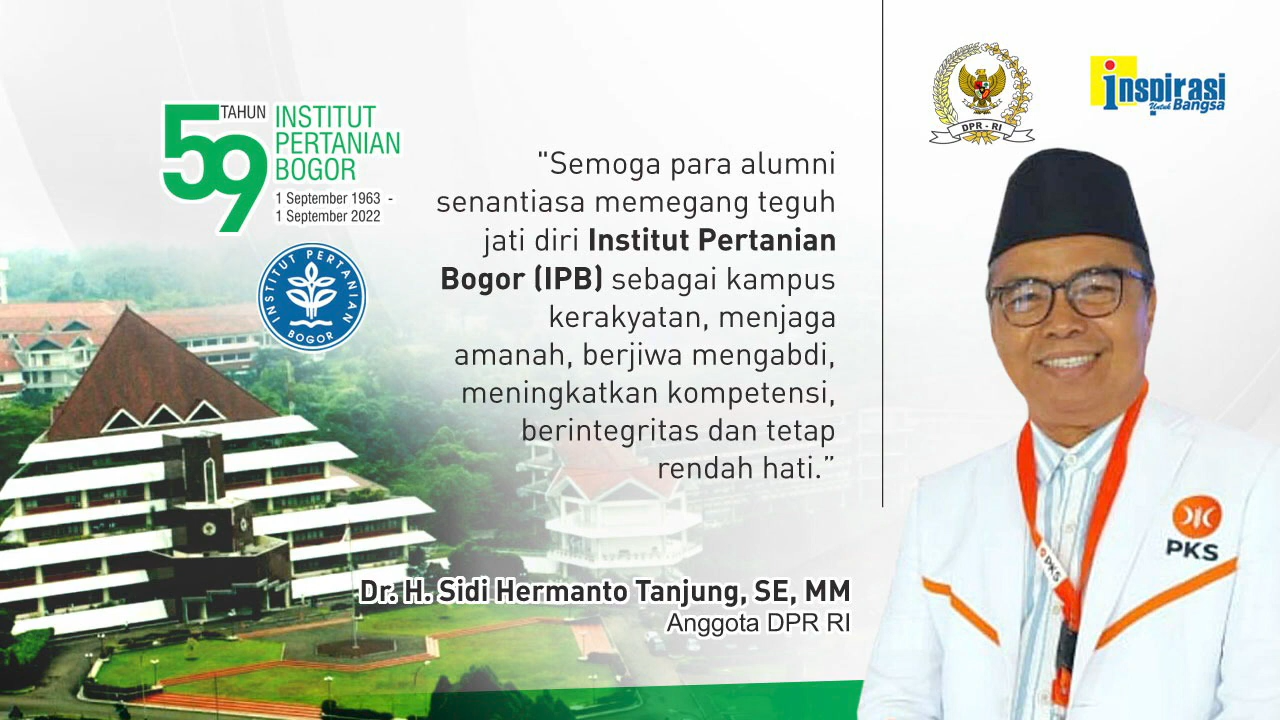 59 TAHUN
INSTITUT
PERTANIAN
BOGOR
1 September 1963 -
1 September 2022
INSTITUT PERTANIAN
BOGOR
"Semoga para alumni
senantiasa memegang teguh
jati diri Institut Pertanian
Bogor (IPB) sebagai kampus
kerakyatan, menjaga
amanah, berjiwa mengabdi,
meningkatkan kompetensi,
berintegritas dan tetap
rendah hati.”
Dr. H. Sidi Hermanto Tanjung, SE, MM
Anggota DPR RI
DPR - RI
inspirasi
Untuk Bangsa
PKS
PKS